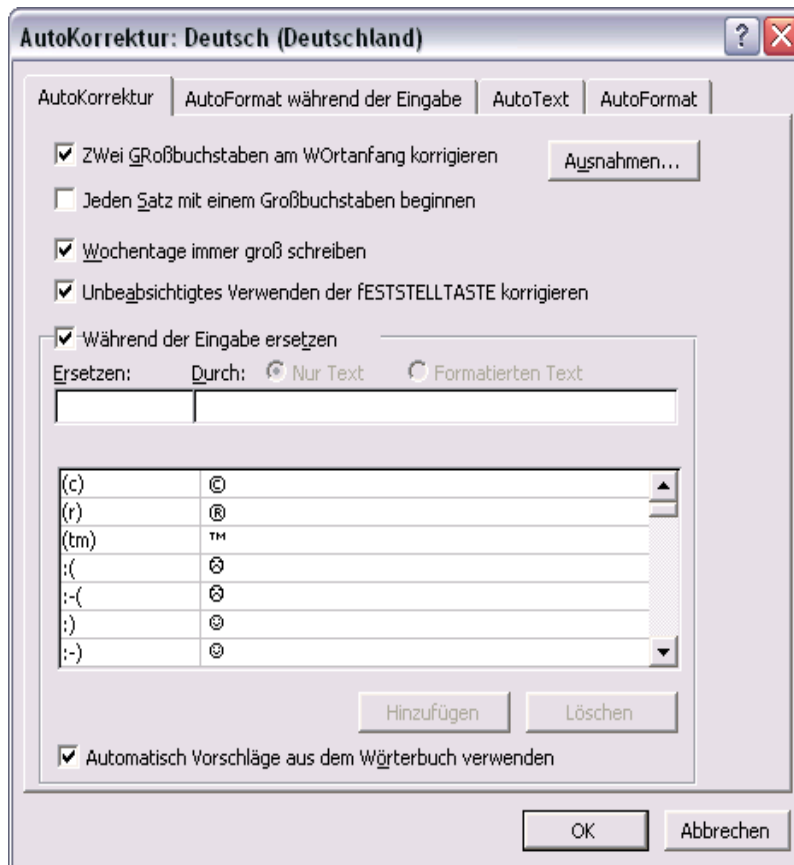 AutoKorrektur: Deutsch (Deutschland)
AutoKorrektur AutoFormat während der Eingabe AutoText AutoFormat
ZWei GRoßbuchstaben am WOrtanfang korrigieren Ausnahmen...
Jeden Satz mit einem Großbuchstaben beginnen
Wochentage immer groß schreiben
Unbeabsichtigtes Verwenden der fESTSTELLTASTE korrigieren
Während der Eingabe ersetzen
Ersetzen: Durch: Nur Text Formatierten Text
(c) ©
(r) ®
(tm) ™
:( ☹
:-( ☹
:) ☺
:-) ☺
Hinzufügen Löschen
Automatisch Vorschläge aus dem Wörterbuch verwenden
OK Abbrechen